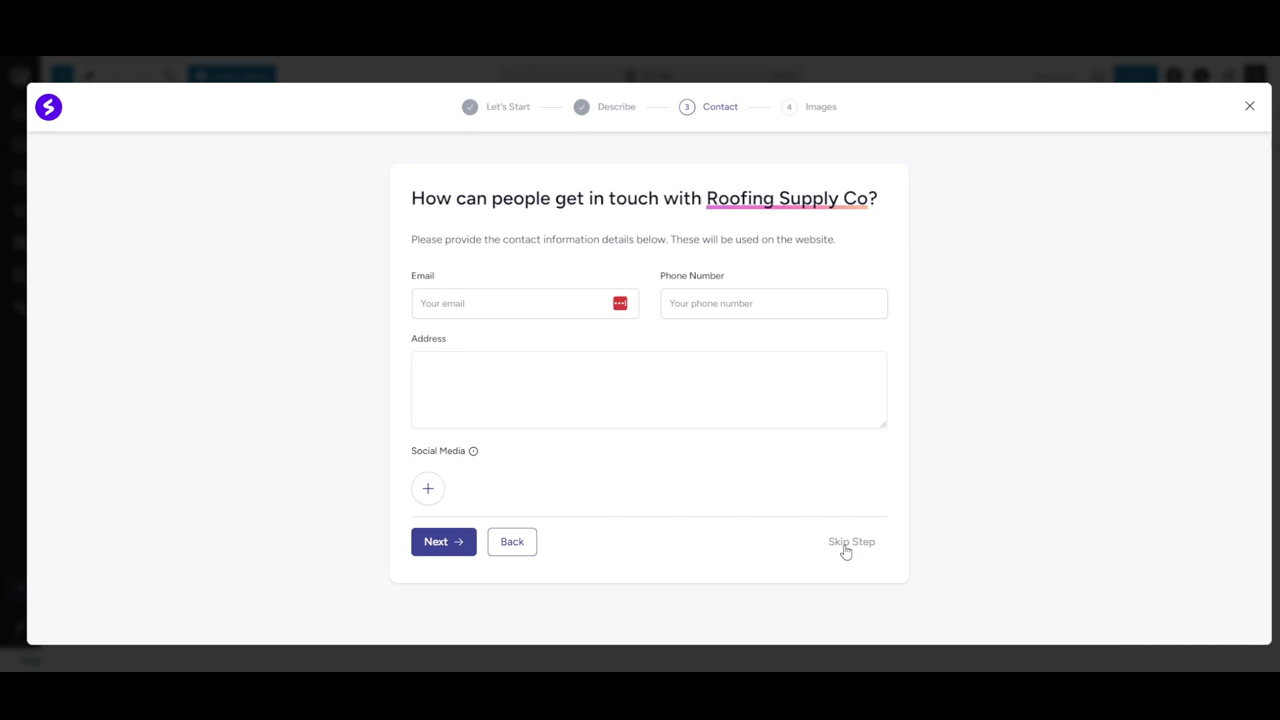 Let's Start
Describe
3 Contact
4 Images
How can people get in touch with Roofing Supply Co?
Please provide the contact information details below. These will be used on the website.
Email
Phone Number
Your email
Your phone number
Address
Social Media
Next
Back
Skip Step